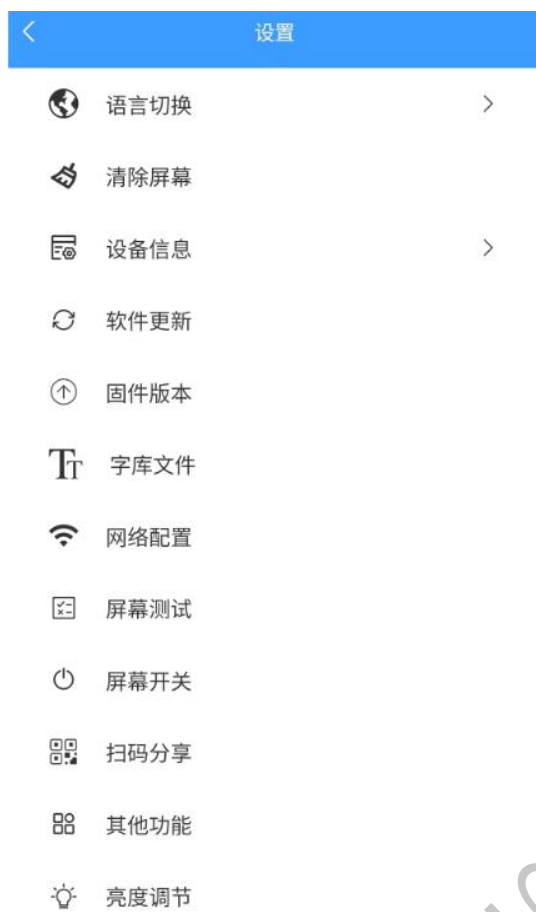 设置
语言切换
清除屏幕
设备信息
软件更新
固件版本
字库文件
网络配置
屏幕测试
屏幕开关
扫码分享
其他功能
亮度调节